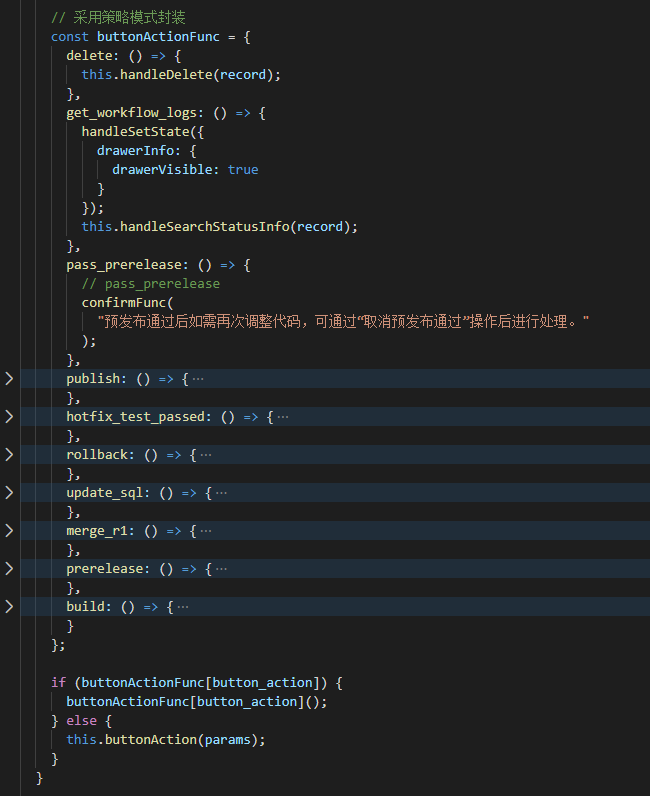 // 采用策略模式封装
const buttonActionFunc = {
delete: () => {
this.handleDelete(record);
},
get_workflow_logs: () => {
handleSetState({
drawerInfo: {
drawerVisible: true
}
});
this.handleSearchStatusInfo(record);
},
pass_prerelease: () => {
// pass_prerelease
confirmFunc(
"预发布通过后如需再次调整代码，可通过“取消预发布通过”操作后进行处理。"
);
},
publish: () => {···
},
hotfix_test_passed: () => {···
},
rollback: () => {···
},
update_sql: () => {···
},
merge_r1: () => {···
},
prerelease: () => {···
},
build: () => {···
}
};
if (buttonActionFunc[button_action]) {
buttonActionFunc[button_action]();
} else {
this.buttonAction(params);
}
}